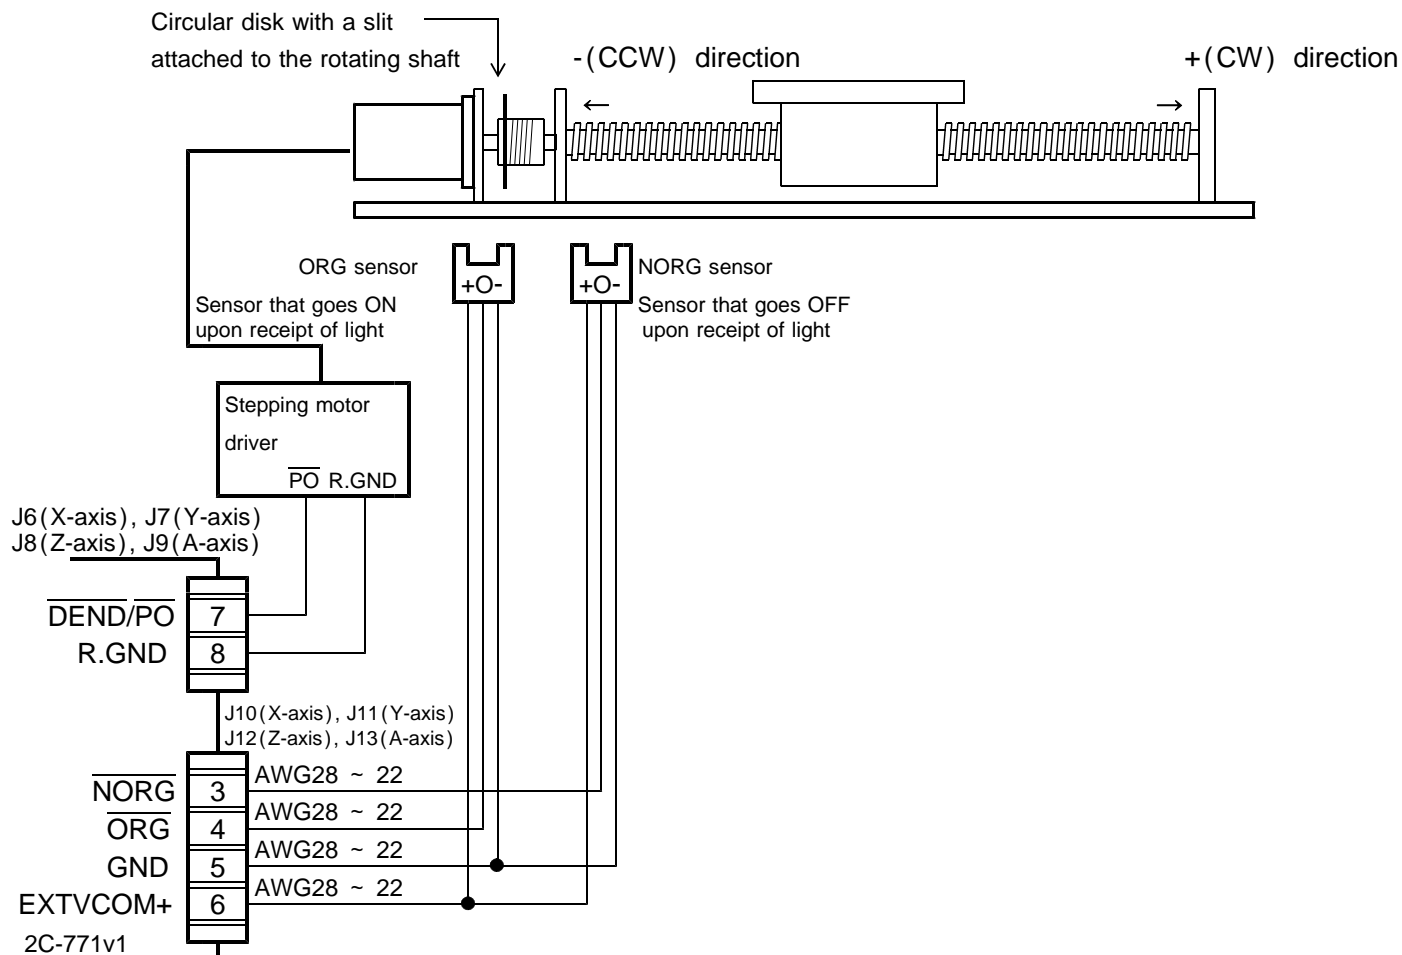 Circular disk with a slit
attached to the rotating shaft
-(CCW) direction
+(CW) direction
ORG sensor
+O-
+O-
NORG sensor
Sensor that goes ON
upon receipt of light
Sensor that goes OFF
upon receipt of light
Stepping motor
driver
PO R.GND
J6(X-axis), J7(Y-axis)
J8(Z-axis), J9(A-axis)
DEND/PO 7
R.GND 8
J10(X-axis), J11(Y-axis)
J12(Z-axis), J13(A-axis)
NORG 3 AWG28 ~ 22
ORG 4 AWG28 ~ 22
GND 5 AWG28 ~ 22
EXTVCOM+ 6 AWG28 ~ 22
2C-771v1